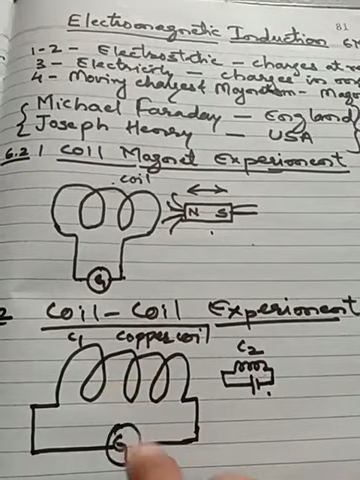 81
Electromagnetic Induction
1-2 - Electrostatic - charges at
3 - Electricity - charges in
4 - Moving charges & Magnetism -
Michael Faraday - England
Joseph Henry - USA
6.2.1 Coil Magnet Experiment
coil
N S
G
2 Coil-Coil Experiment
C1 copper coil
C2
G